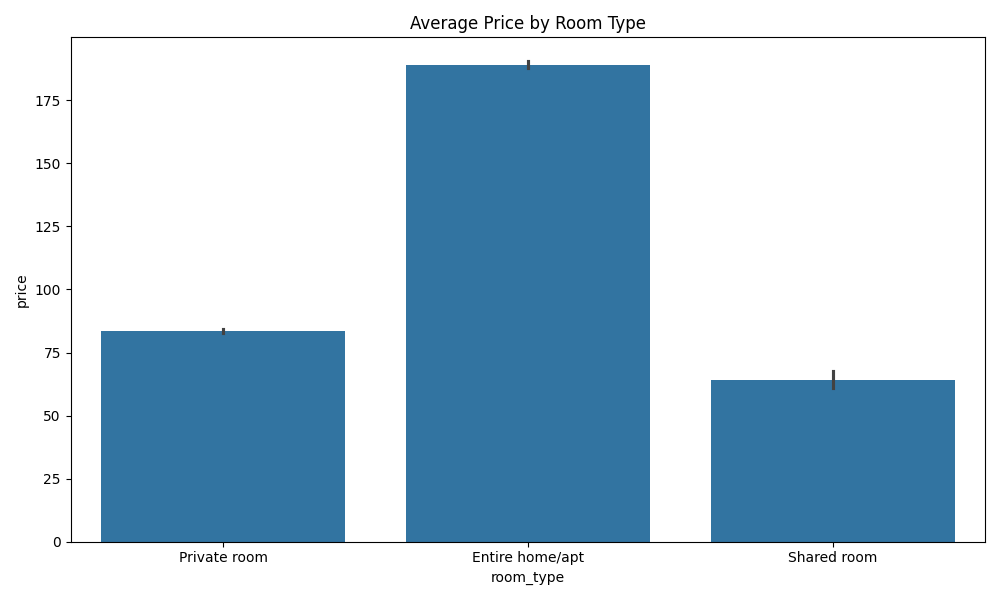 Average Price by Room Type
175
150
125
100
75
50
25
0
price
Private room
Entire home/apt
Shared room
room_type